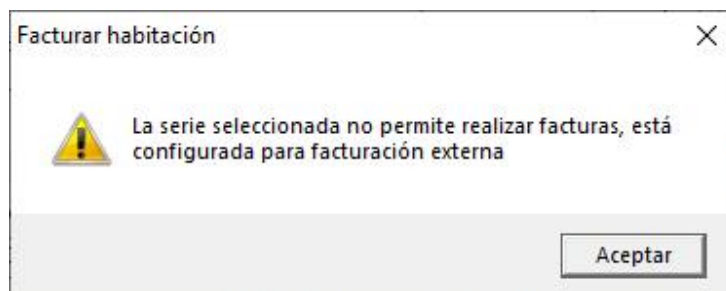 Facturar habitación
La serie seleccionada no permite realizar facturas, está
configurada para facturación externa
Aceptar